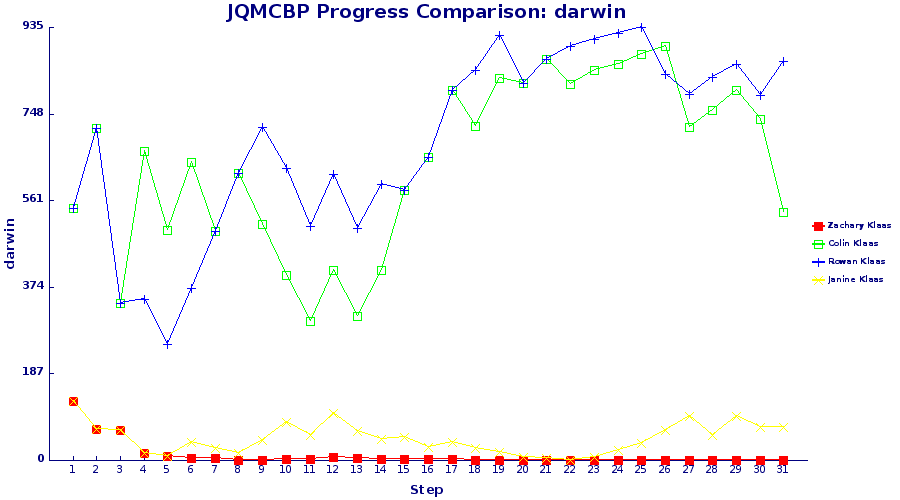 JQMCBP Progress Comparison: darwin
935
748
561
374
187
0
darwin
1 2 3 4 5 6 7 8 9 10 11 12 13 14 15 16 17 18 19 20 21 22 23 24 25 26 27 28 29 30 31
Step
Zachary Klaas
Colin Klaas
Rowan Klaas
Janine Klaas